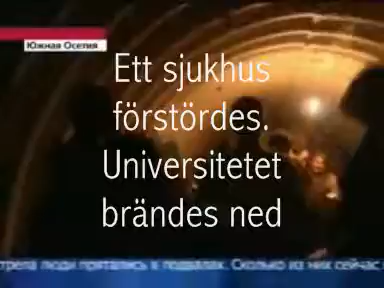 Южная Осетия
Ett sjukhus
förstördes.
Universitetet
brändes ned
люди прятались в подвалах. Сколько из них сейчас